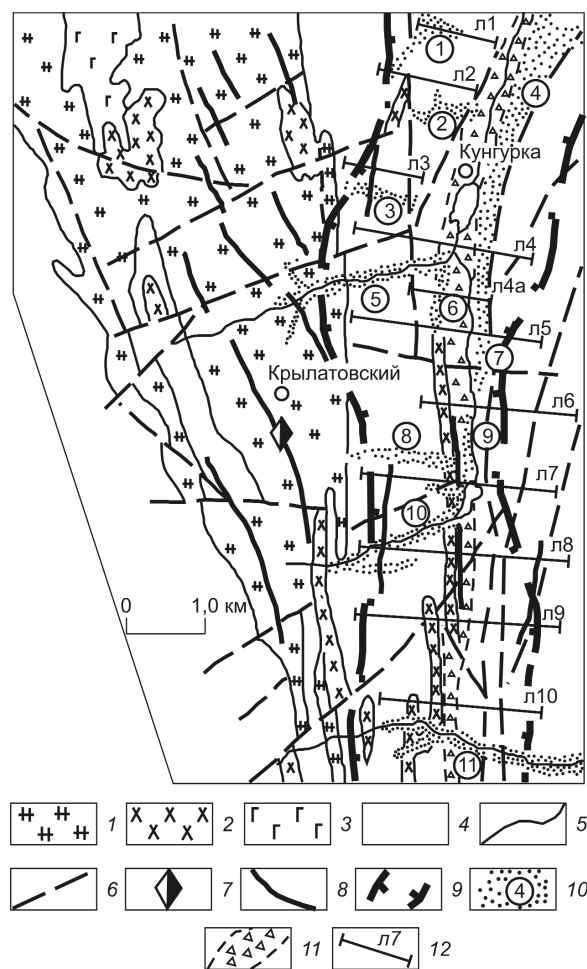 л1
1
л2
4
2
Кунгурка
л3
3
л4
5
л4а
6
л5
7
Крылатовский
л6
8
9
л7
10
л8
0 1,0 км
л9
л10
11
1 2 Г Г Г Г 3 4 5
6 7 8 9 4 10
11 л7 12